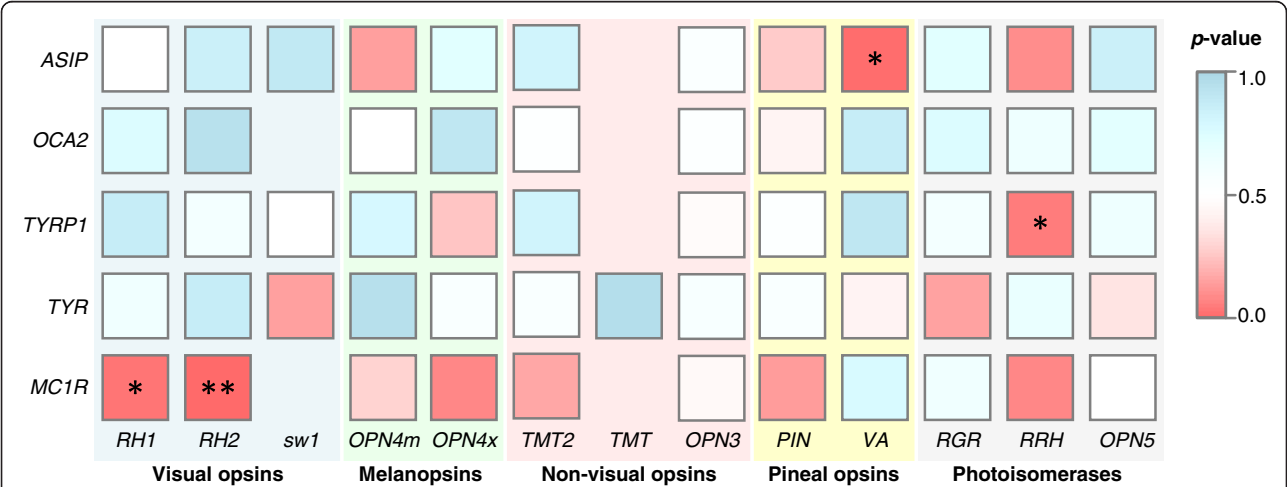 p-value
ASIP *
1.0
OCA2
0.5
TYRP1 *
TYR
0.0
MC1R * **
RH1 RH2 sw1 OPN4m OPN4x TMT2 TMT OPN3 PIN VA RGR RRH OPN5
Visual opsins Melanopsins Non-visual opsins Pineal opsins Photoisomerases